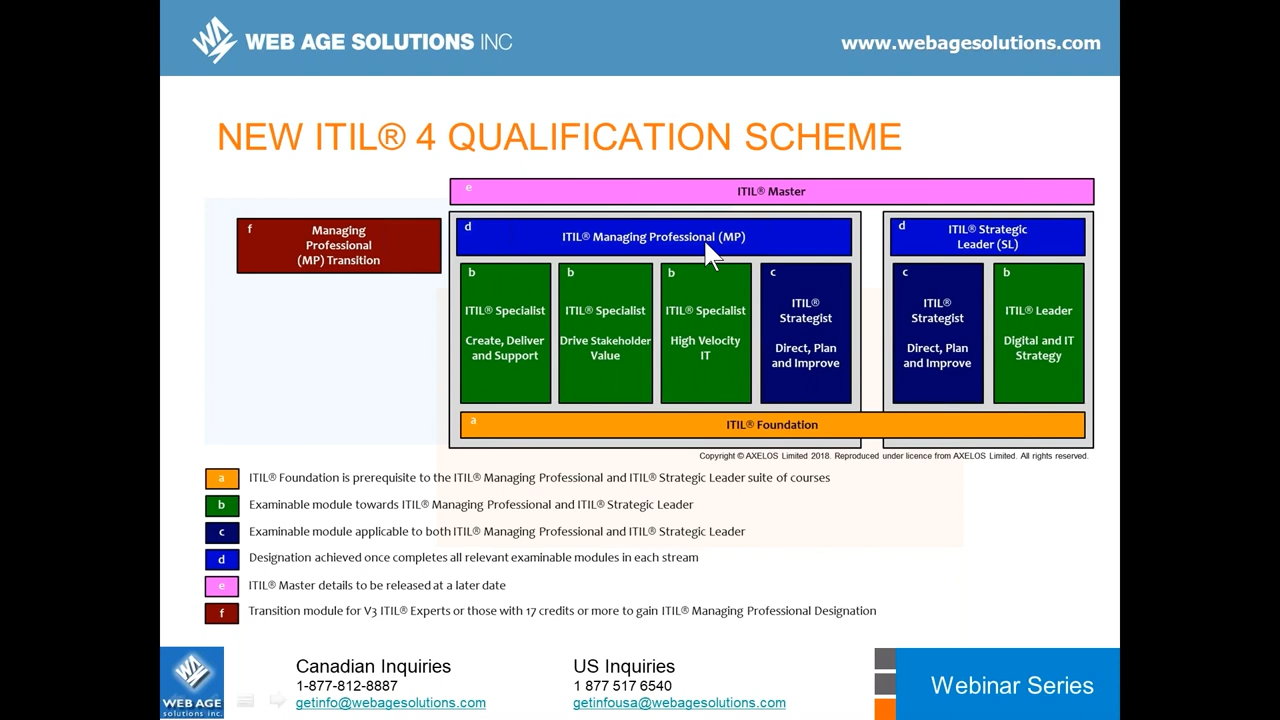 WEB AGE SOLUTIONS INC
www.webagesolutions.com
NEW ITIL® 4 QUALIFICATION SCHEME
e
ITIL® Master
f
Managing
Professional
(MP) Transition
d
ITIL® Managing Professional (MP)
d
ITIL® Strategic
Leader (SL)
b
ITIL® Specialist
Create, Deliver
and Support
b
ITIL® Specialist
Drive Stakeholder
Value
b
ITIL® Specialist
High Velocity
IT
c
ITIL®
Strategist
Direct, Plan
and Improve
c
ITIL®
Strategist
Direct, Plan
and Improve
b
ITIL® Leader
Digital and IT
Strategy
a
ITIL® Foundation
Copyright © AXELOS Limited 2018. Reproduced under licence from AXELOS Limited. All rights reserved.
a ITIL® Foundation is prerequisite to the ITIL® Managing Professional and ITIL® Strategic Leader suite of courses
b Examinable module towards ITIL® Managing Professional and ITIL® Strategic Leader
c Examinable module applicable to both ITIL® Managing Professional and ITIL® Strategic Leader
d Designation achieved once completes all relevant examinable modules in each stream
e ITIL® Master details to be released at a later date
f Transition module for V3 ITIL® Experts or those with 17 credits or more to gain ITIL® Managing Professional Designation
WEB AGE
solutions inc.
Canadian Inquiries
1-877-812-8887
getinfo@webagesolutions.com
US Inquiries
1 877 517 6540
getinfousa@webagesolutions.com
Webinar Series